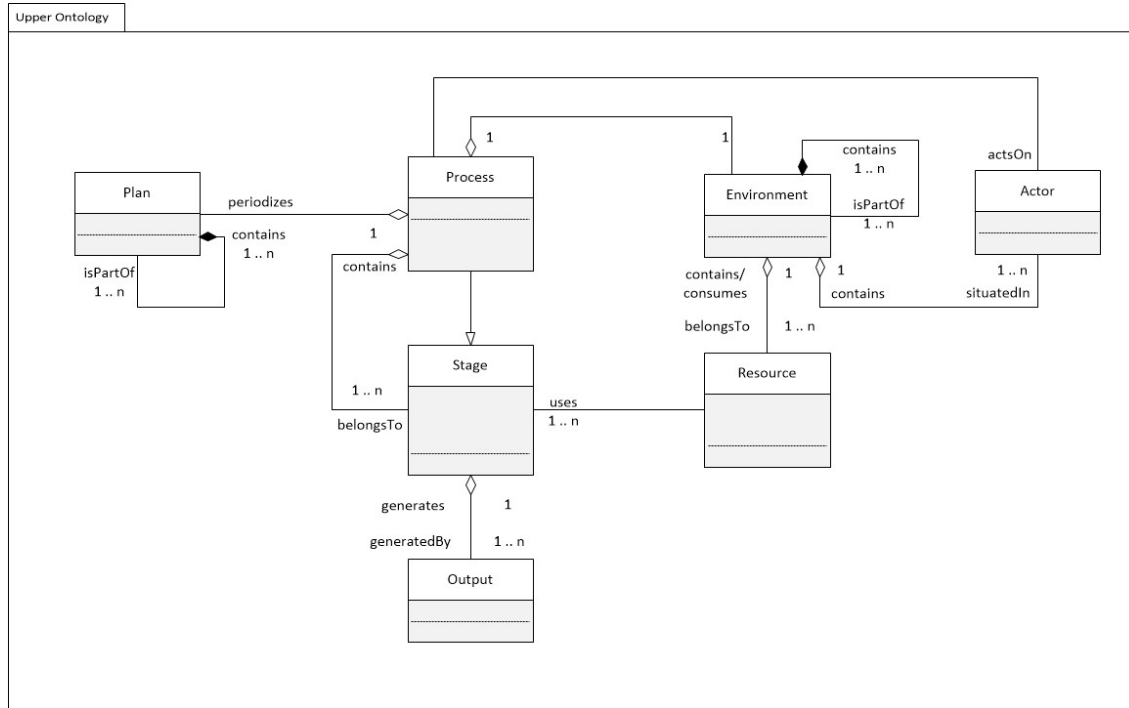 Upper Ontology
1
1
contains
1 .. n
isPartOf
1 .. n
actsOn
Process
Plan
Environment
Actor
periodizes
1
contains
1 .. n
isPartOf
1 .. n
contains
contains/
consumes
1
1
contains
1 .. n
situatedIn
belongsTo
1 .. n
Stage
Resource
1 .. n
belongsTo
uses
1 .. n
generates
1
generatedBy
1 .. n
Output